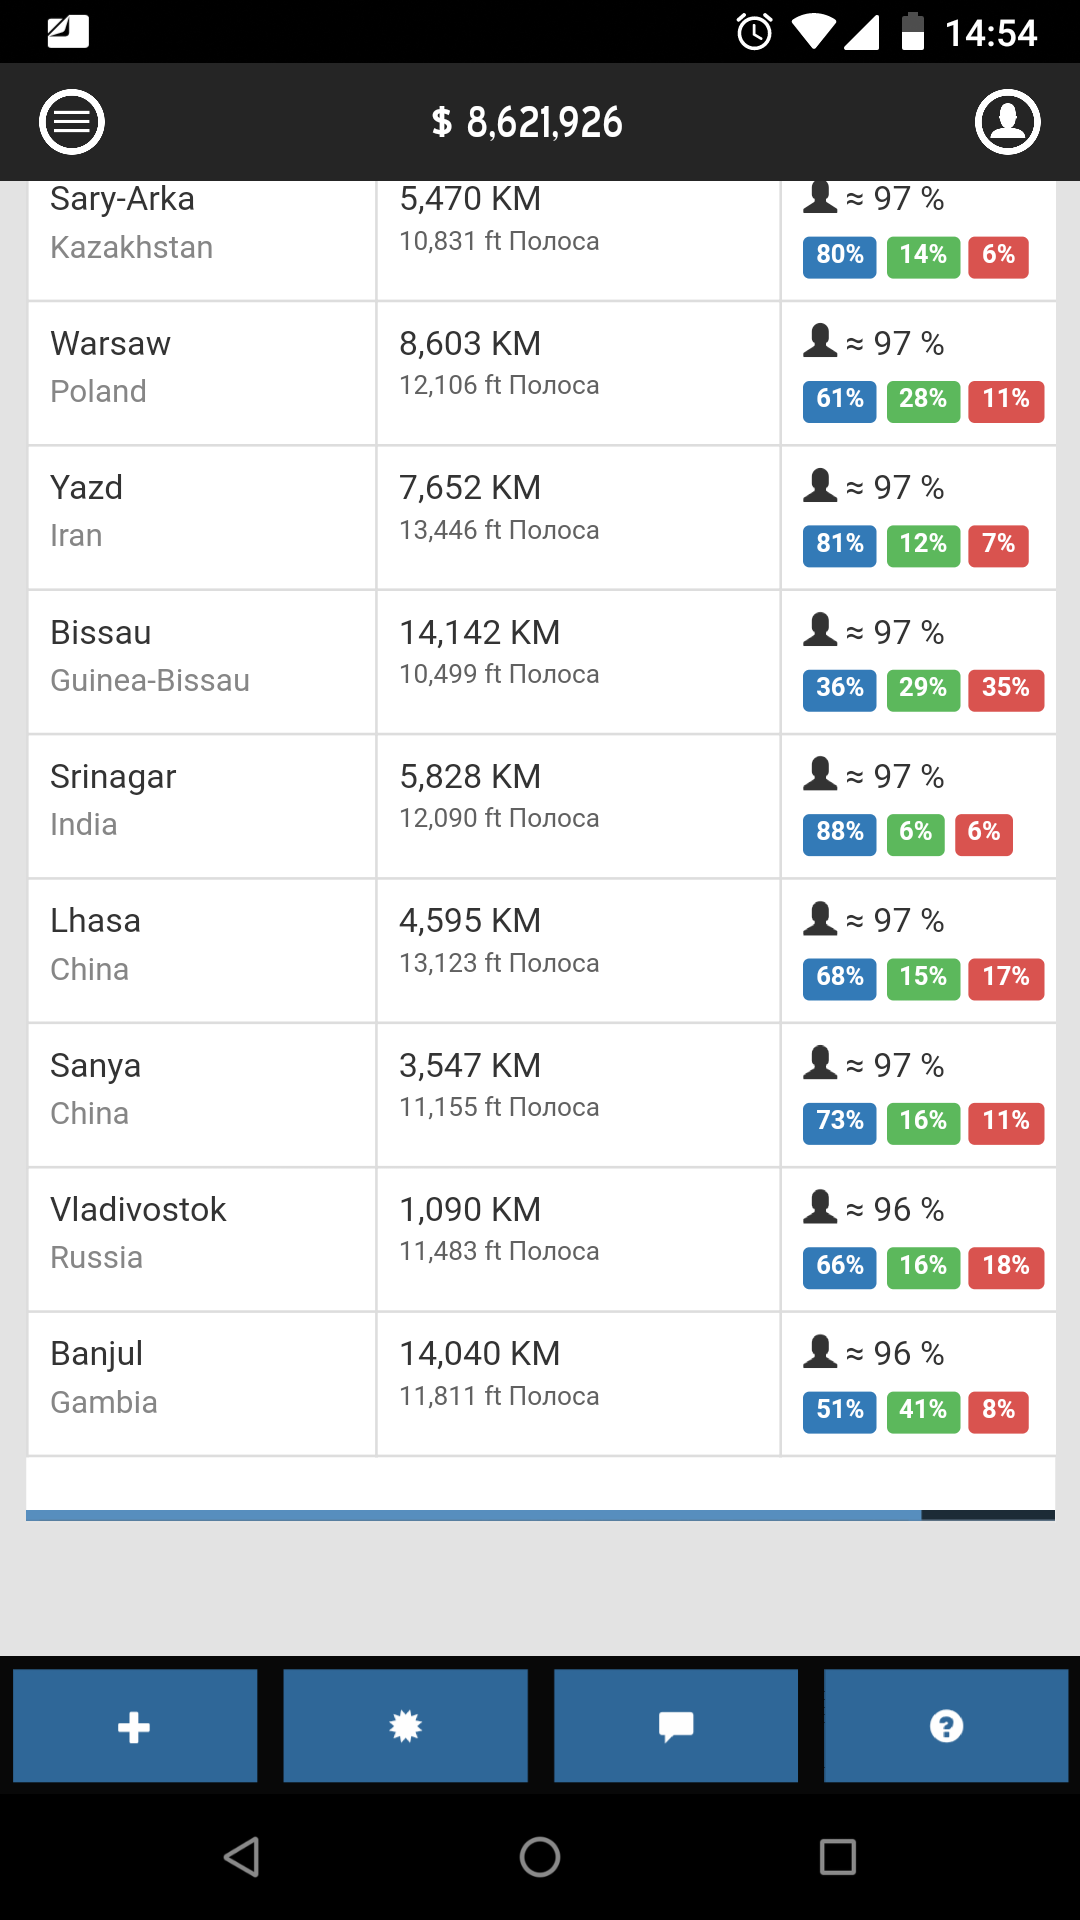 14:54
$ 8,621,926
Sary-Arka 5,470 KM ≈ 97 %
Kazakhstan 10,831 ft Полоса 80% 14% 6%
Warsaw 8,603 KM ≈ 97 %
Poland 12,106 ft Полоса 61% 28% 11%
Yazd 7,652 KM ≈ 97 %
Iran 13,446 ft Полоса 81% 12% 7%
Bissau 14,142 KM ≈ 97 %
Guinea-Bissau 10,499 ft Полоса 36% 29% 35%
Srinagar 5,828 KM ≈ 97 %
India 12,090 ft Полоса 88% 6% 6%
Lhasa 4,595 KM ≈ 97 %
China 13,123 ft Полоса 68% 15% 17%
Sanya 3,547 KM ≈ 97 %
China 11,155 ft Полоса 73% 16% 11%
Vladivostok 1,090 KM ≈ 96 %
Russia 11,483 ft Полоса 66% 16% 18%
Banjul 14,040 KM ≈ 96 %
Gambia 11,811 ft Полоса 51% 41% 8%